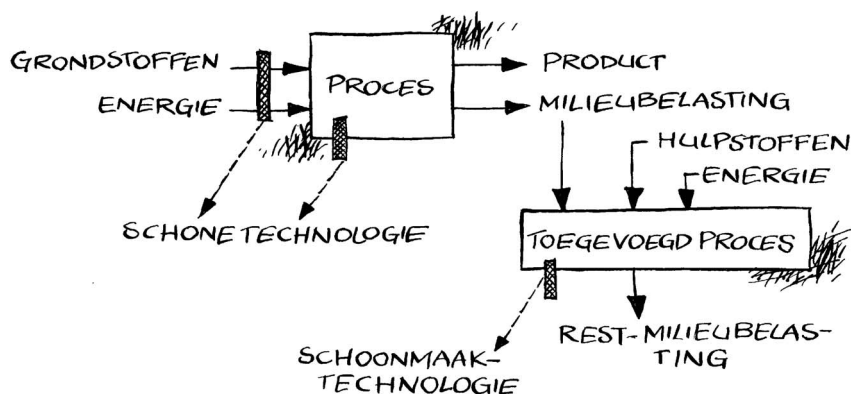 GRONDSTOFFEN
PROCES
PRODUCT
ENERGIE
MILIEUBELASTING
HULPSTOFFEN
ENERGIE
SCHONE TECHNOLOGIE
TOEGEVOEGD PROCES
REST-MILIEUBELAS-
TING
SCHOONMAAK-
TECHNOLOGIE